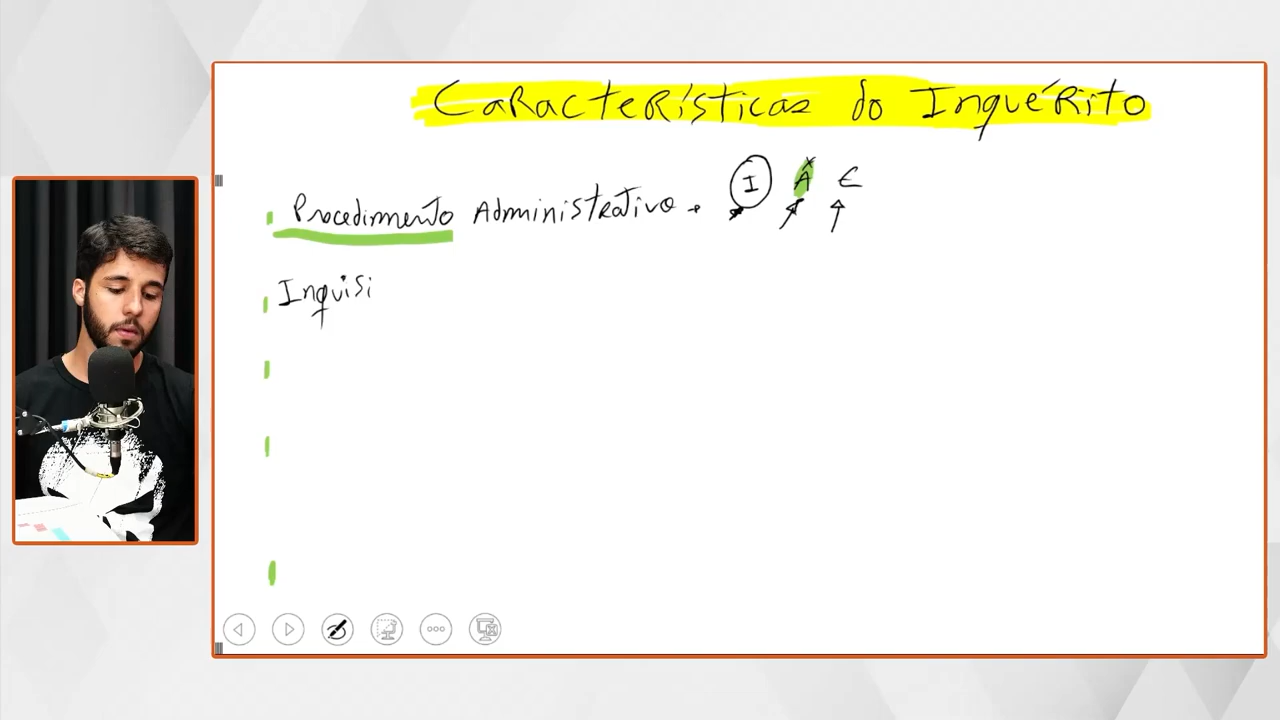 Características do Inquérito
Procedimento Administrativo → I A E
Inquisi